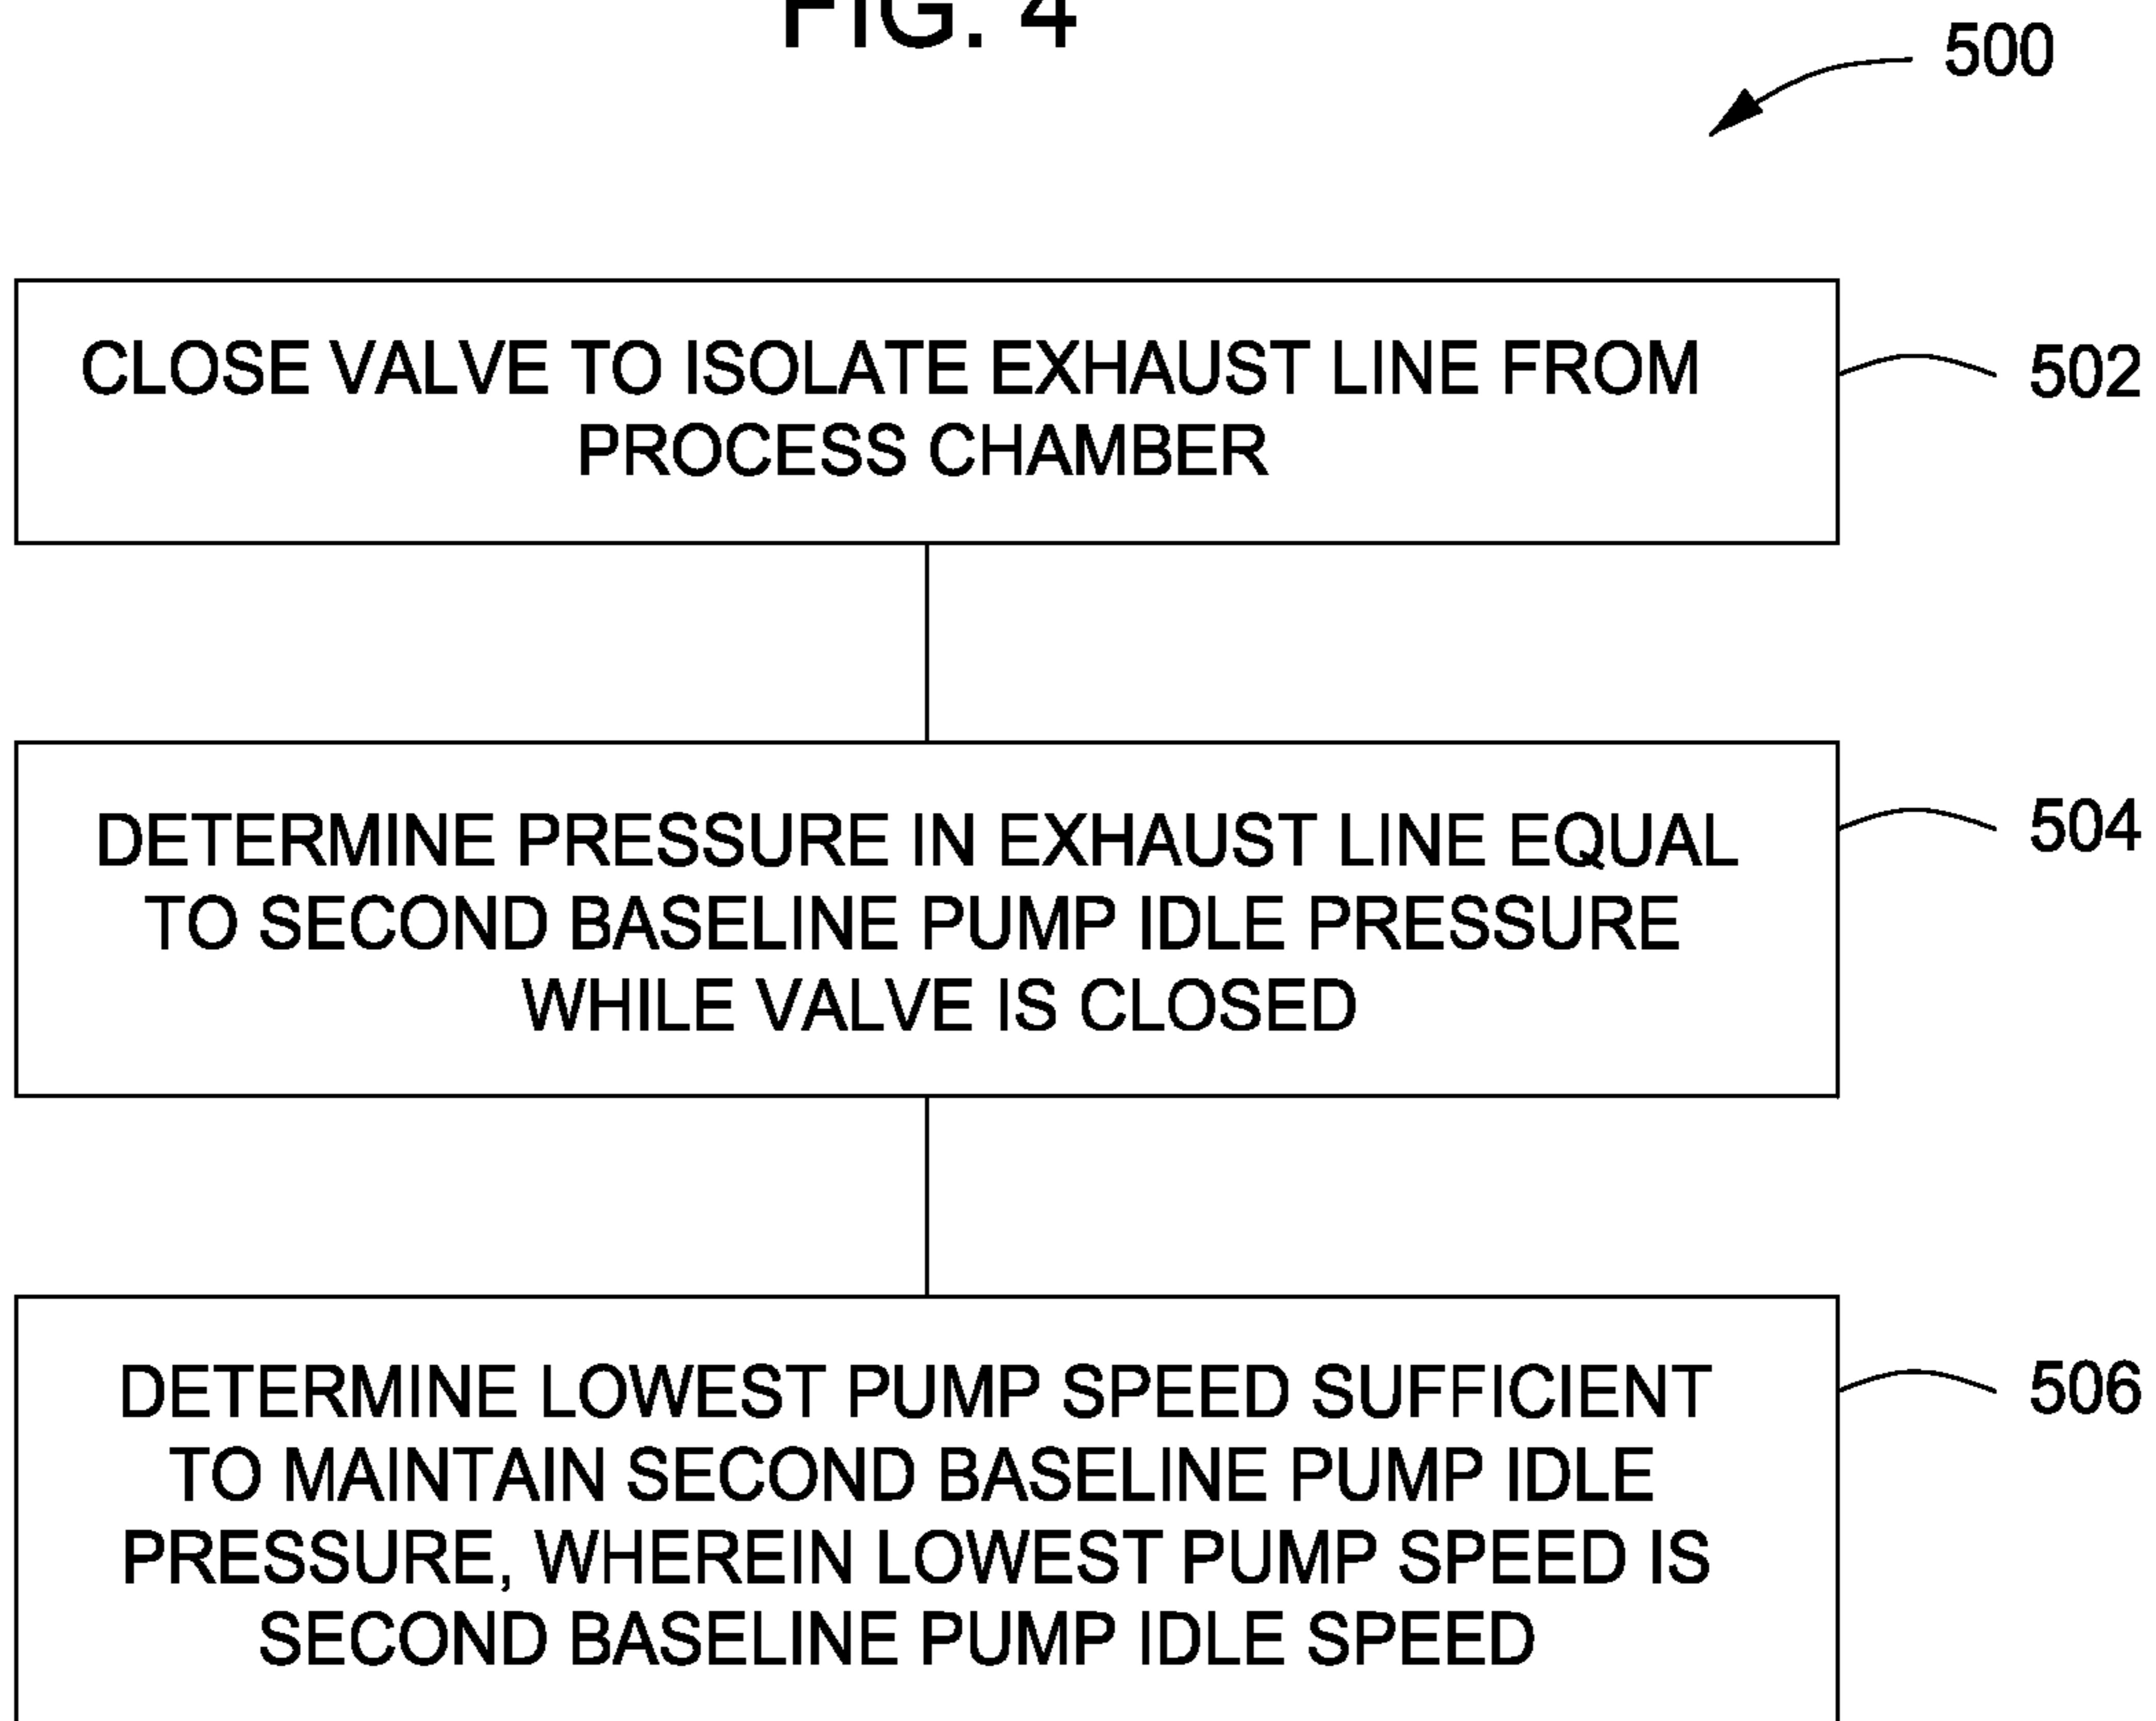 FIG. 4
500
CLOSE VALVE TO ISOLATE EXHAUST LINE FROM
PROCESS CHAMBER
502
DETERMINE PRESSURE IN EXHAUST LINE EQUAL
TO SECOND BASELINE PUMP IDLE PRESSURE
WHILE VALVE IS CLOSED
504
DETERMINE LOWEST PUMP SPEED SUFFICIENT
TO MAINTAIN SECOND BASELINE PUMP IDLE
PRESSURE, WHEREIN LOWEST PUMP SPEED IS
SECOND BASELINE PUMP IDLE SPEED
506